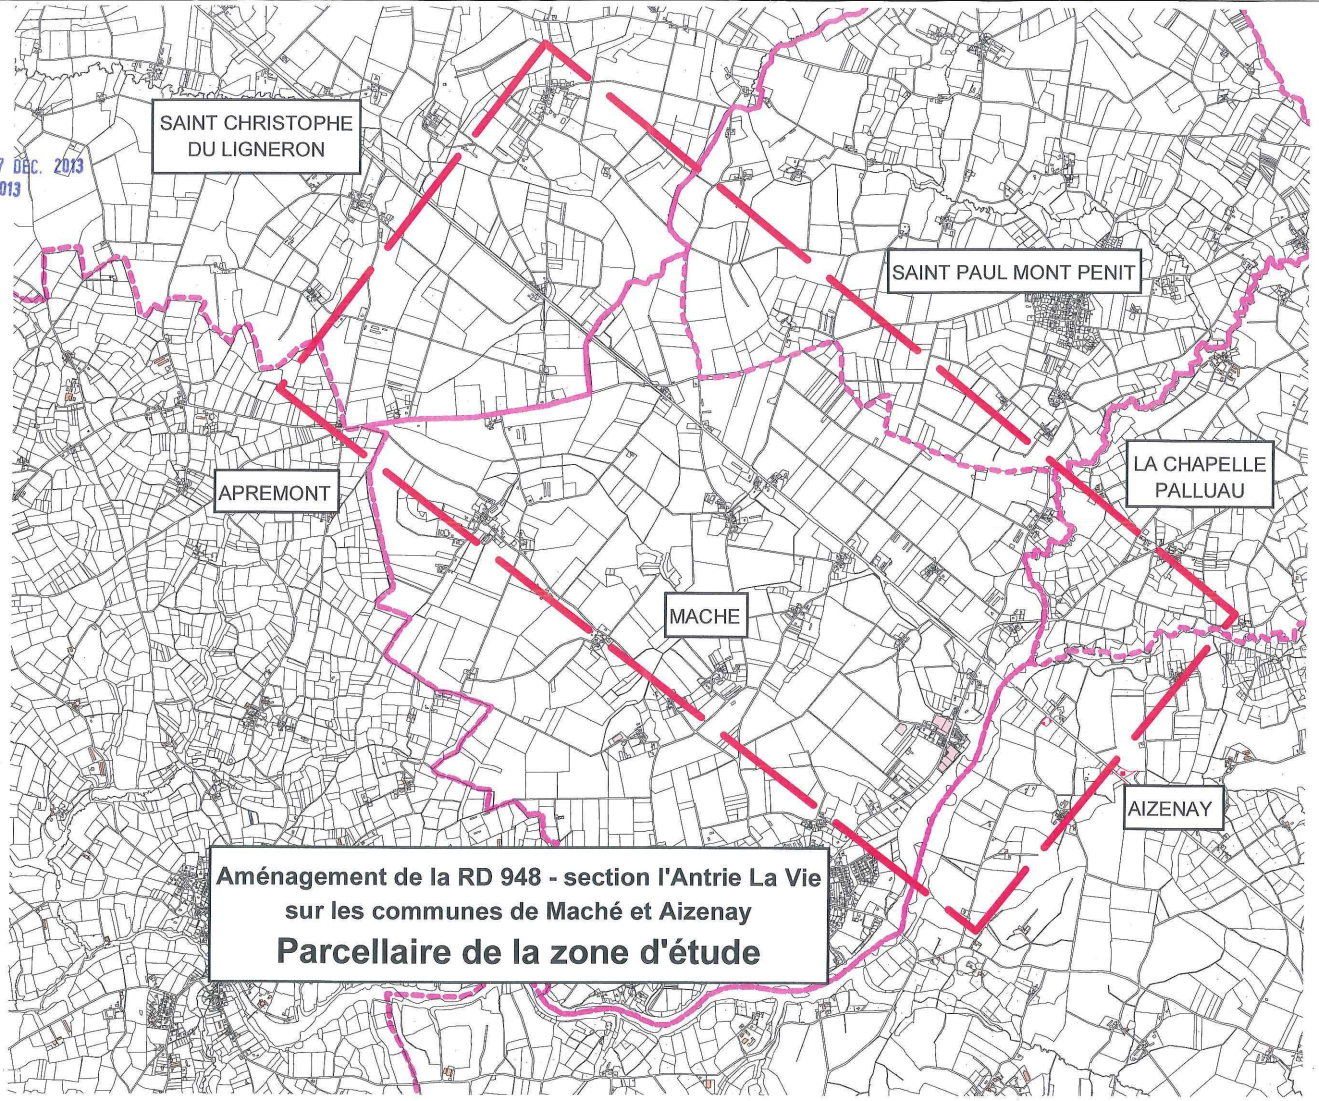 SAINT CHRISTOPHE
DU LIGNERON
7 DEC. 2013
013
SAINT PAUL MONT PENIT
LA CHAPELLE
PALLUAU
APREMONT
MACHE
AIZENAY
Aménagement de la RD 948 - section l'Antrie La Vie
sur les communes de Maché et Aizenay
Parcellaire de la zone d'étude